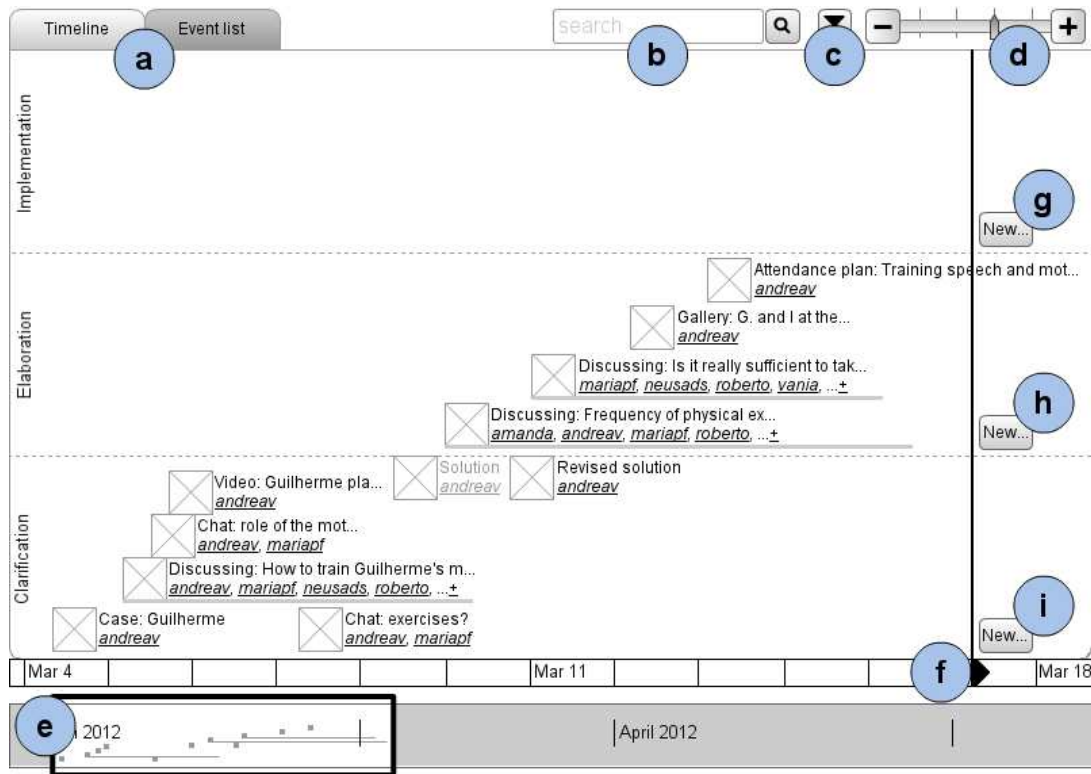 Timeline
Event list
search
a
b
c
d
Implementation
g
New...
Elaboration
Attendance plan: Training speech and mot...
andreav
Gallery: G. and I at the...
andreav
Discussing: Is it really sufficient to tak...
mariapf, neusads, roberto, vania, ...+
Discussing: Frequency of physical ex...
amanda, andreav, mariapf, roberto, ...+
h
New...
Clarification
Solution
andreav
Revised solution
andreav
Video: Guilherme pla...
andreav
Chat: role of the mot...
andreav, mariapf
Discussing: How to train Guilherme's m...
andreav, mariapf, neusads, roberto, ...+
Case: Guilherme
andreav
Chat: exercises?
andreav, mariapf
i
New...
Mar 4
Mar 11
f
Mar 18
e
2012
April 2012